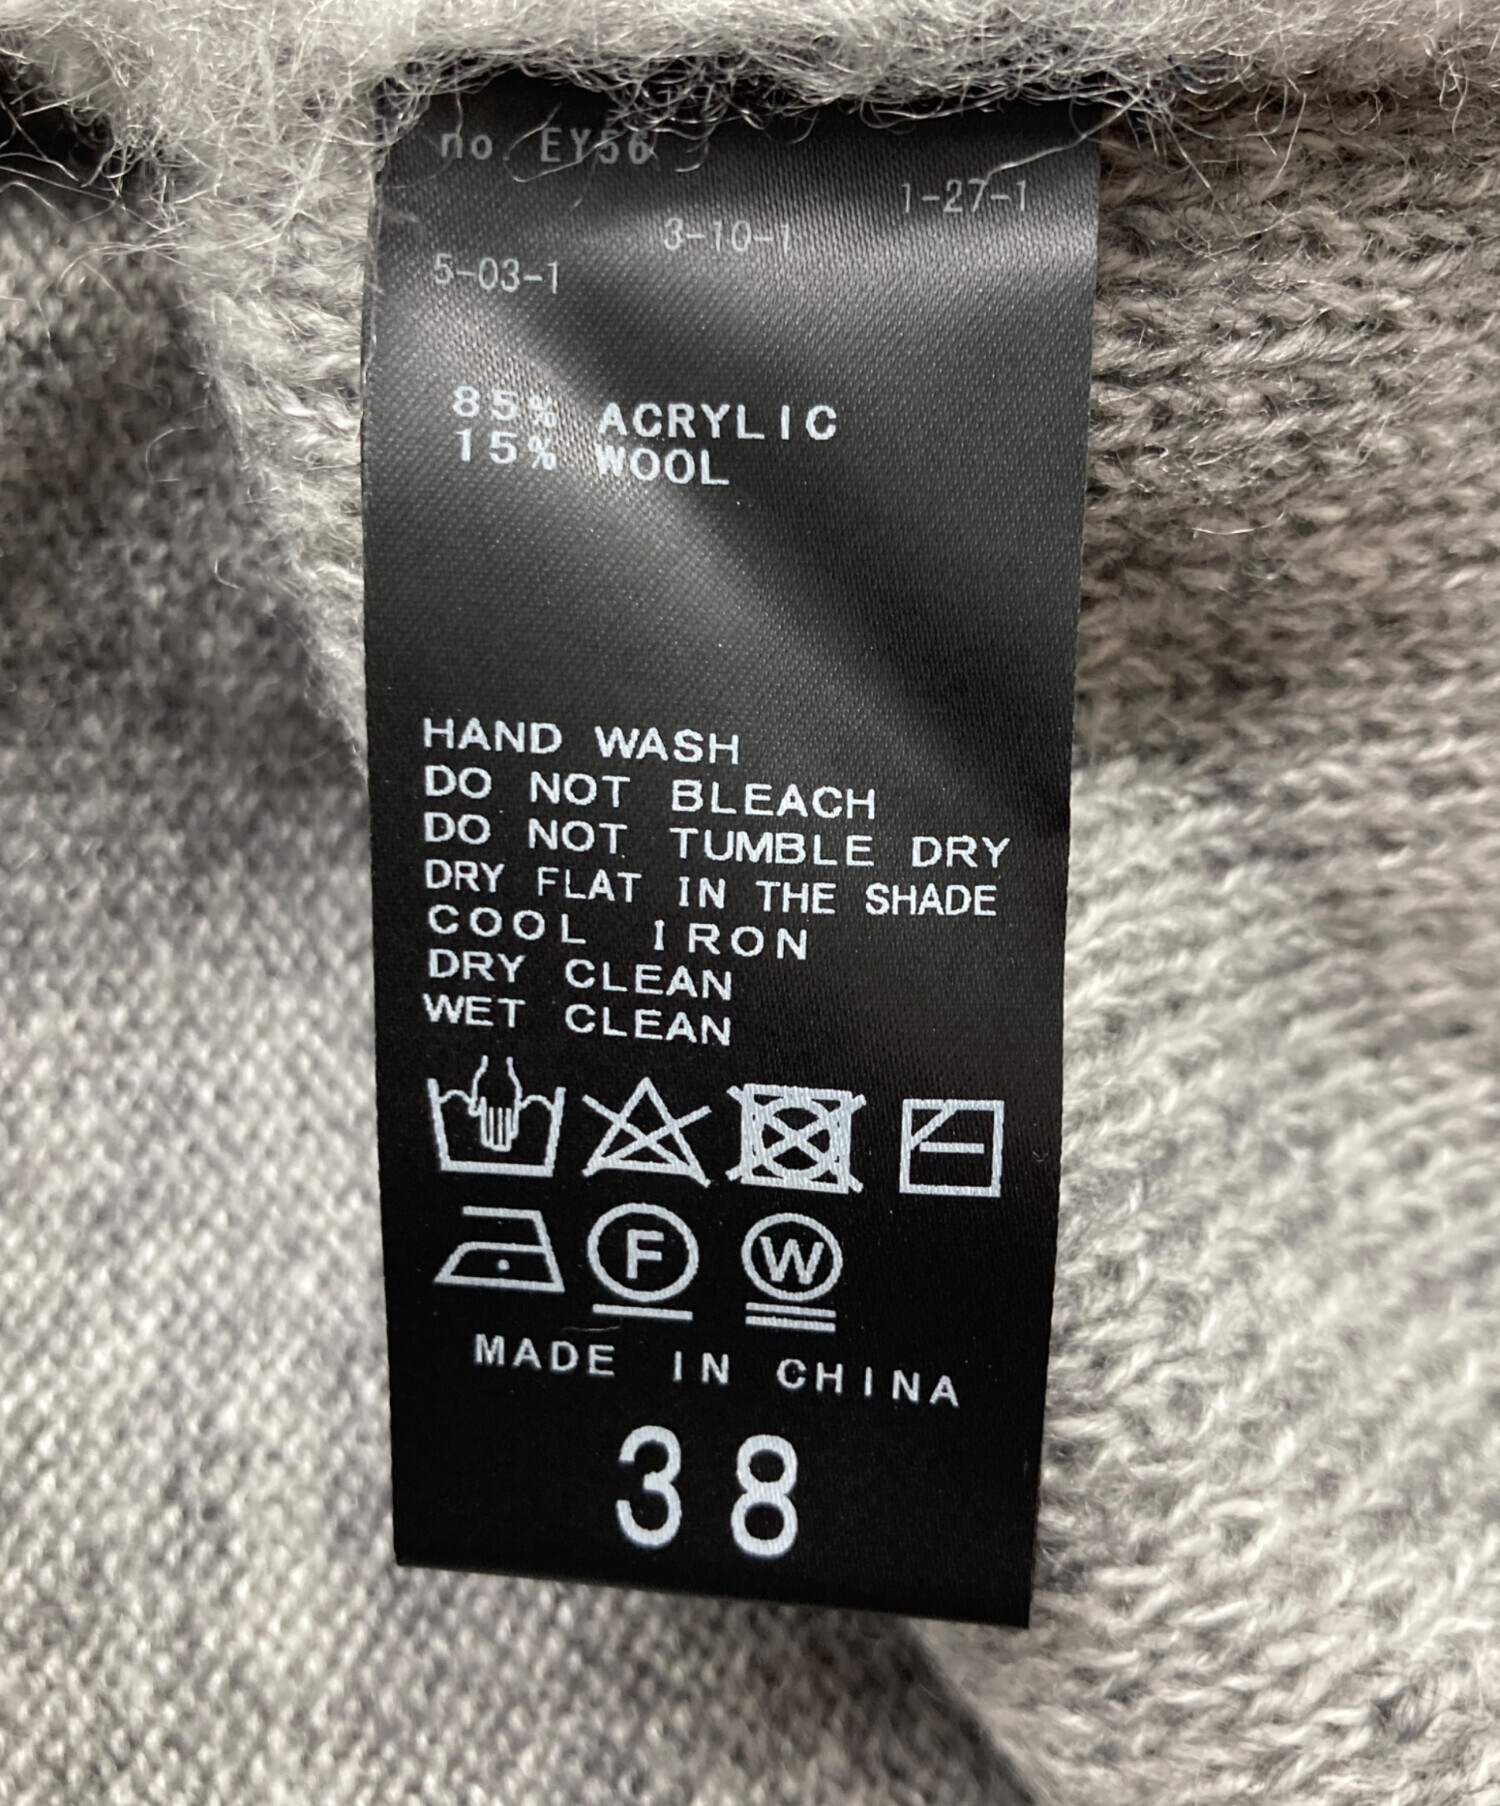 no. EY56
1-27-1
3-10-1
5-03-1
85% ACRYLIC
15% WOOL
HAND WASH
DO NOT BLEACH
DO NOT TUMBLE DRY
DRY FLAT IN THE SHADE
COOL IRON
DRY CLEAN
WET CLEAN
F W
MADE IN CHINA
38